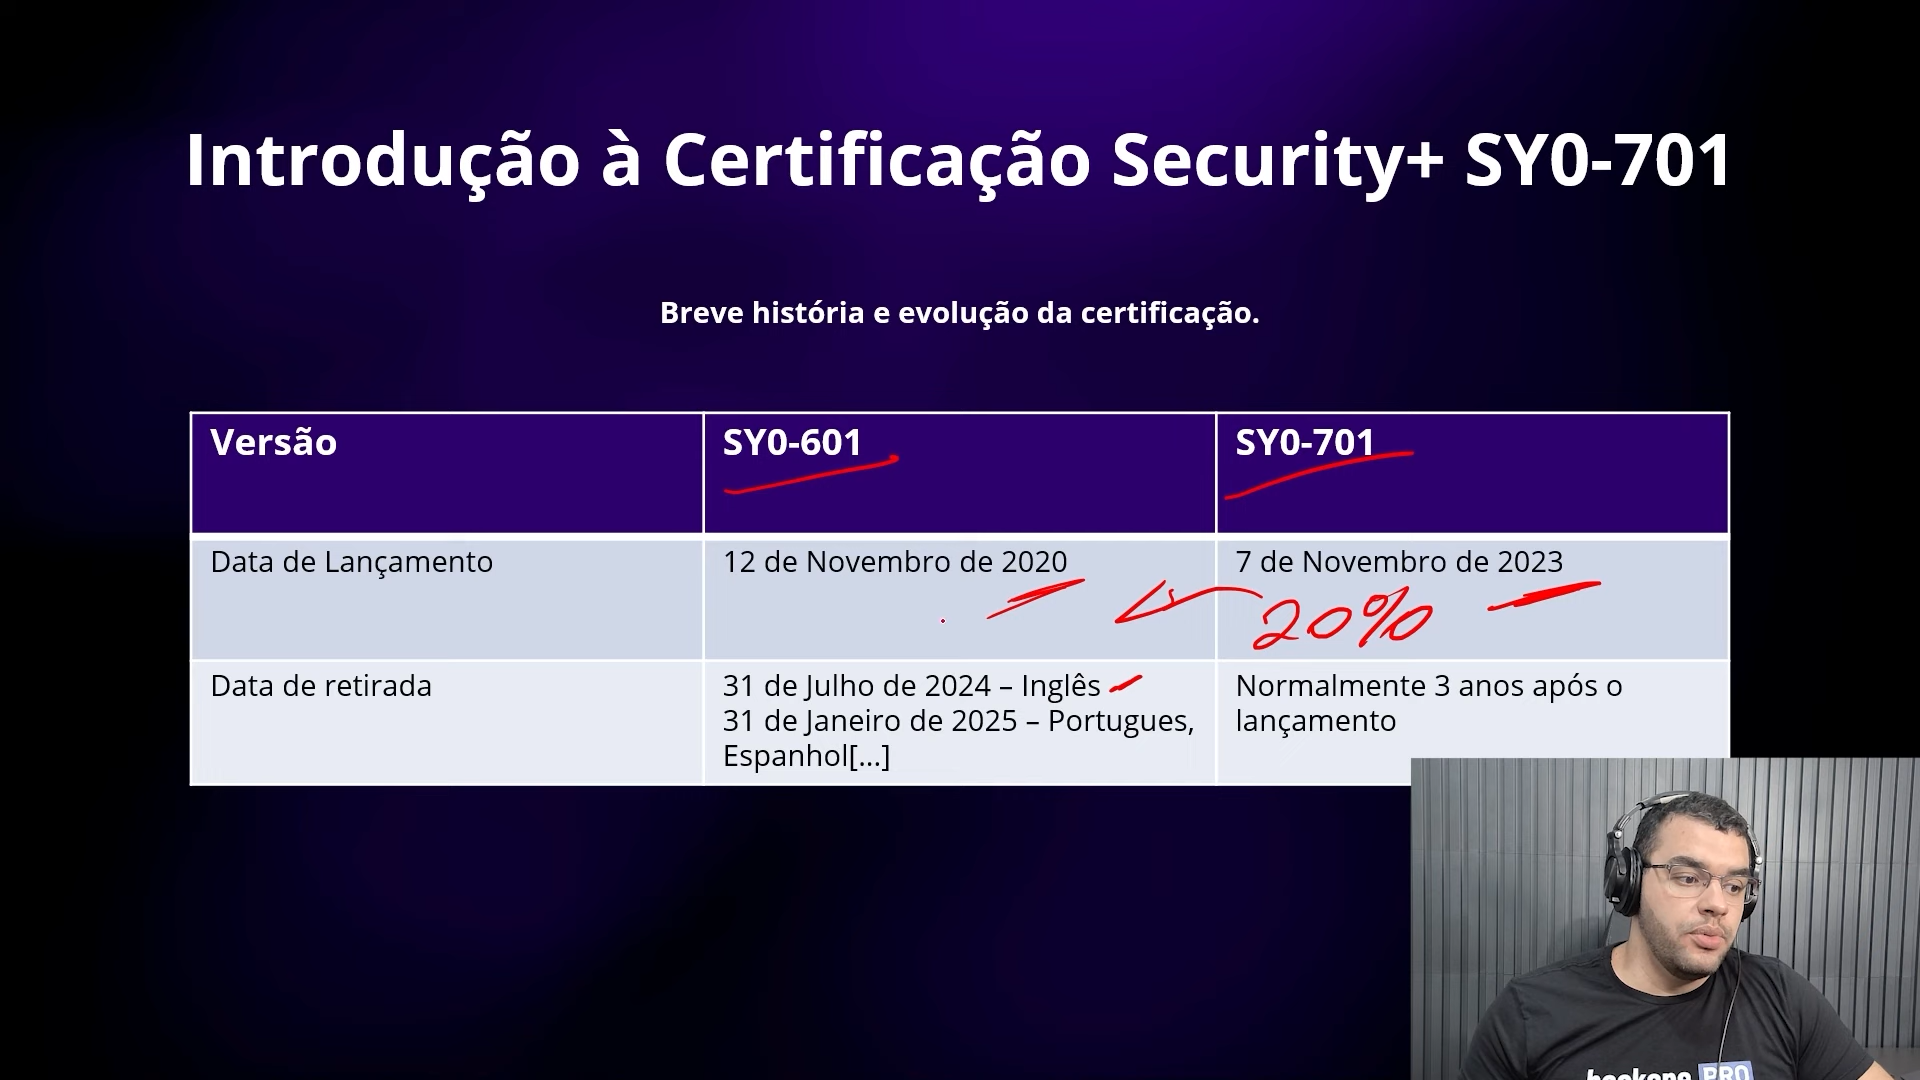 Introdução à Certificação Security+ SY0-701
Breve história e evolução da certificação.
Versão
SY0-601
SY0-701
Data de Lançamento
12 de Novembro de 2020
7 de Novembro de 2023
20%
Data de retirada
31 de Julho de 2024 – Inglês
31 de Janeiro de 2025 – Portugues,
Espanhol[...]
Normalmente 3 anos após o
lançamento
PRO